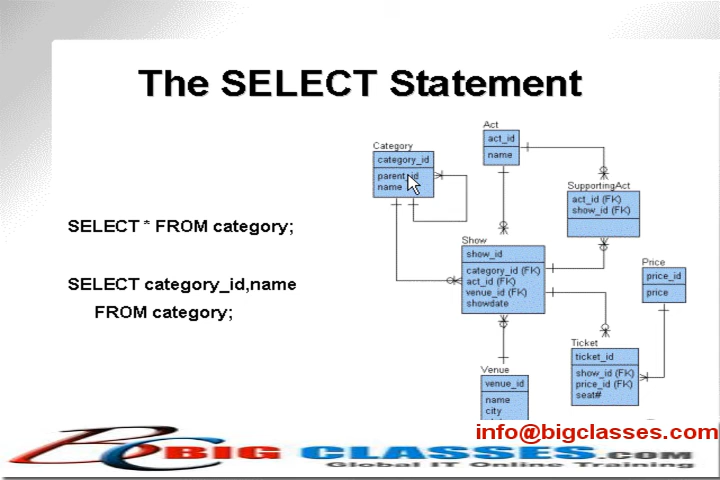 The SELECT Statement
SELECT * FROM category;
SELECT category_id,name
FROM category;
Category
category_id
parent_id
name
Act
act_id
name
SupportingAct
act_id (FK)
show_id (FK)
Show
show_id
category_id (FK)
act_id (FK)
venue_id (FK)
showdate
Price
price_id
price
Ticket
ticket_id
show_id (FK)
price_id (FK)
seat#
Venue
venue_id
name
city
info@bigclasses.com
BIG CLASSES.COM
Global IT Online Training